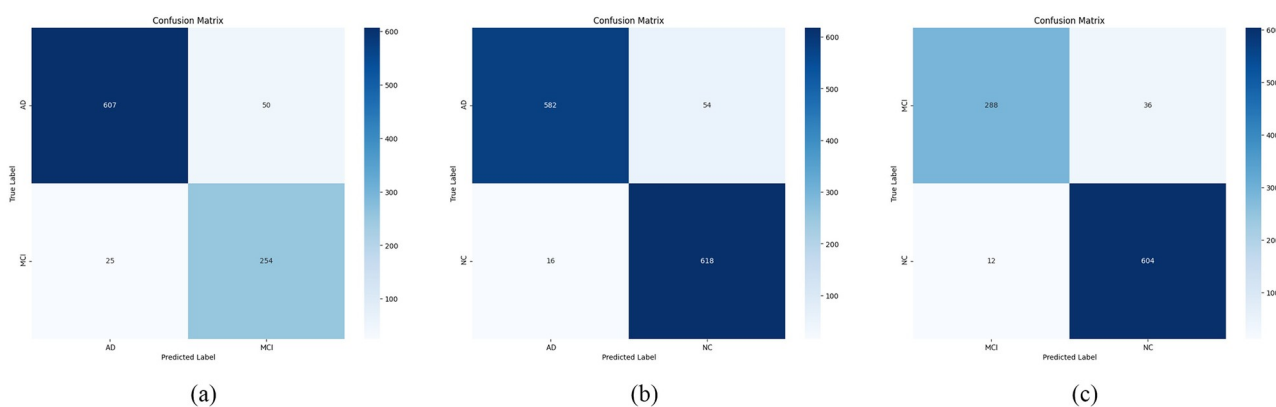 Confusion Matrix
AD
MCI
True Label
607
50
25
254
AD
MCI
Predicted Label
600
500
400
300
200
100
(a)
Confusion Matrix
AD
NC
True Label
582
54
16
618
AD
NC
Predicted Label
600
500
400
300
200
100
(b)
Confusion Matrix
MCI
NC
True Label
288
36
12
604
MCI
NC
Predicted Label
600
500
400
300
200
100
(c)